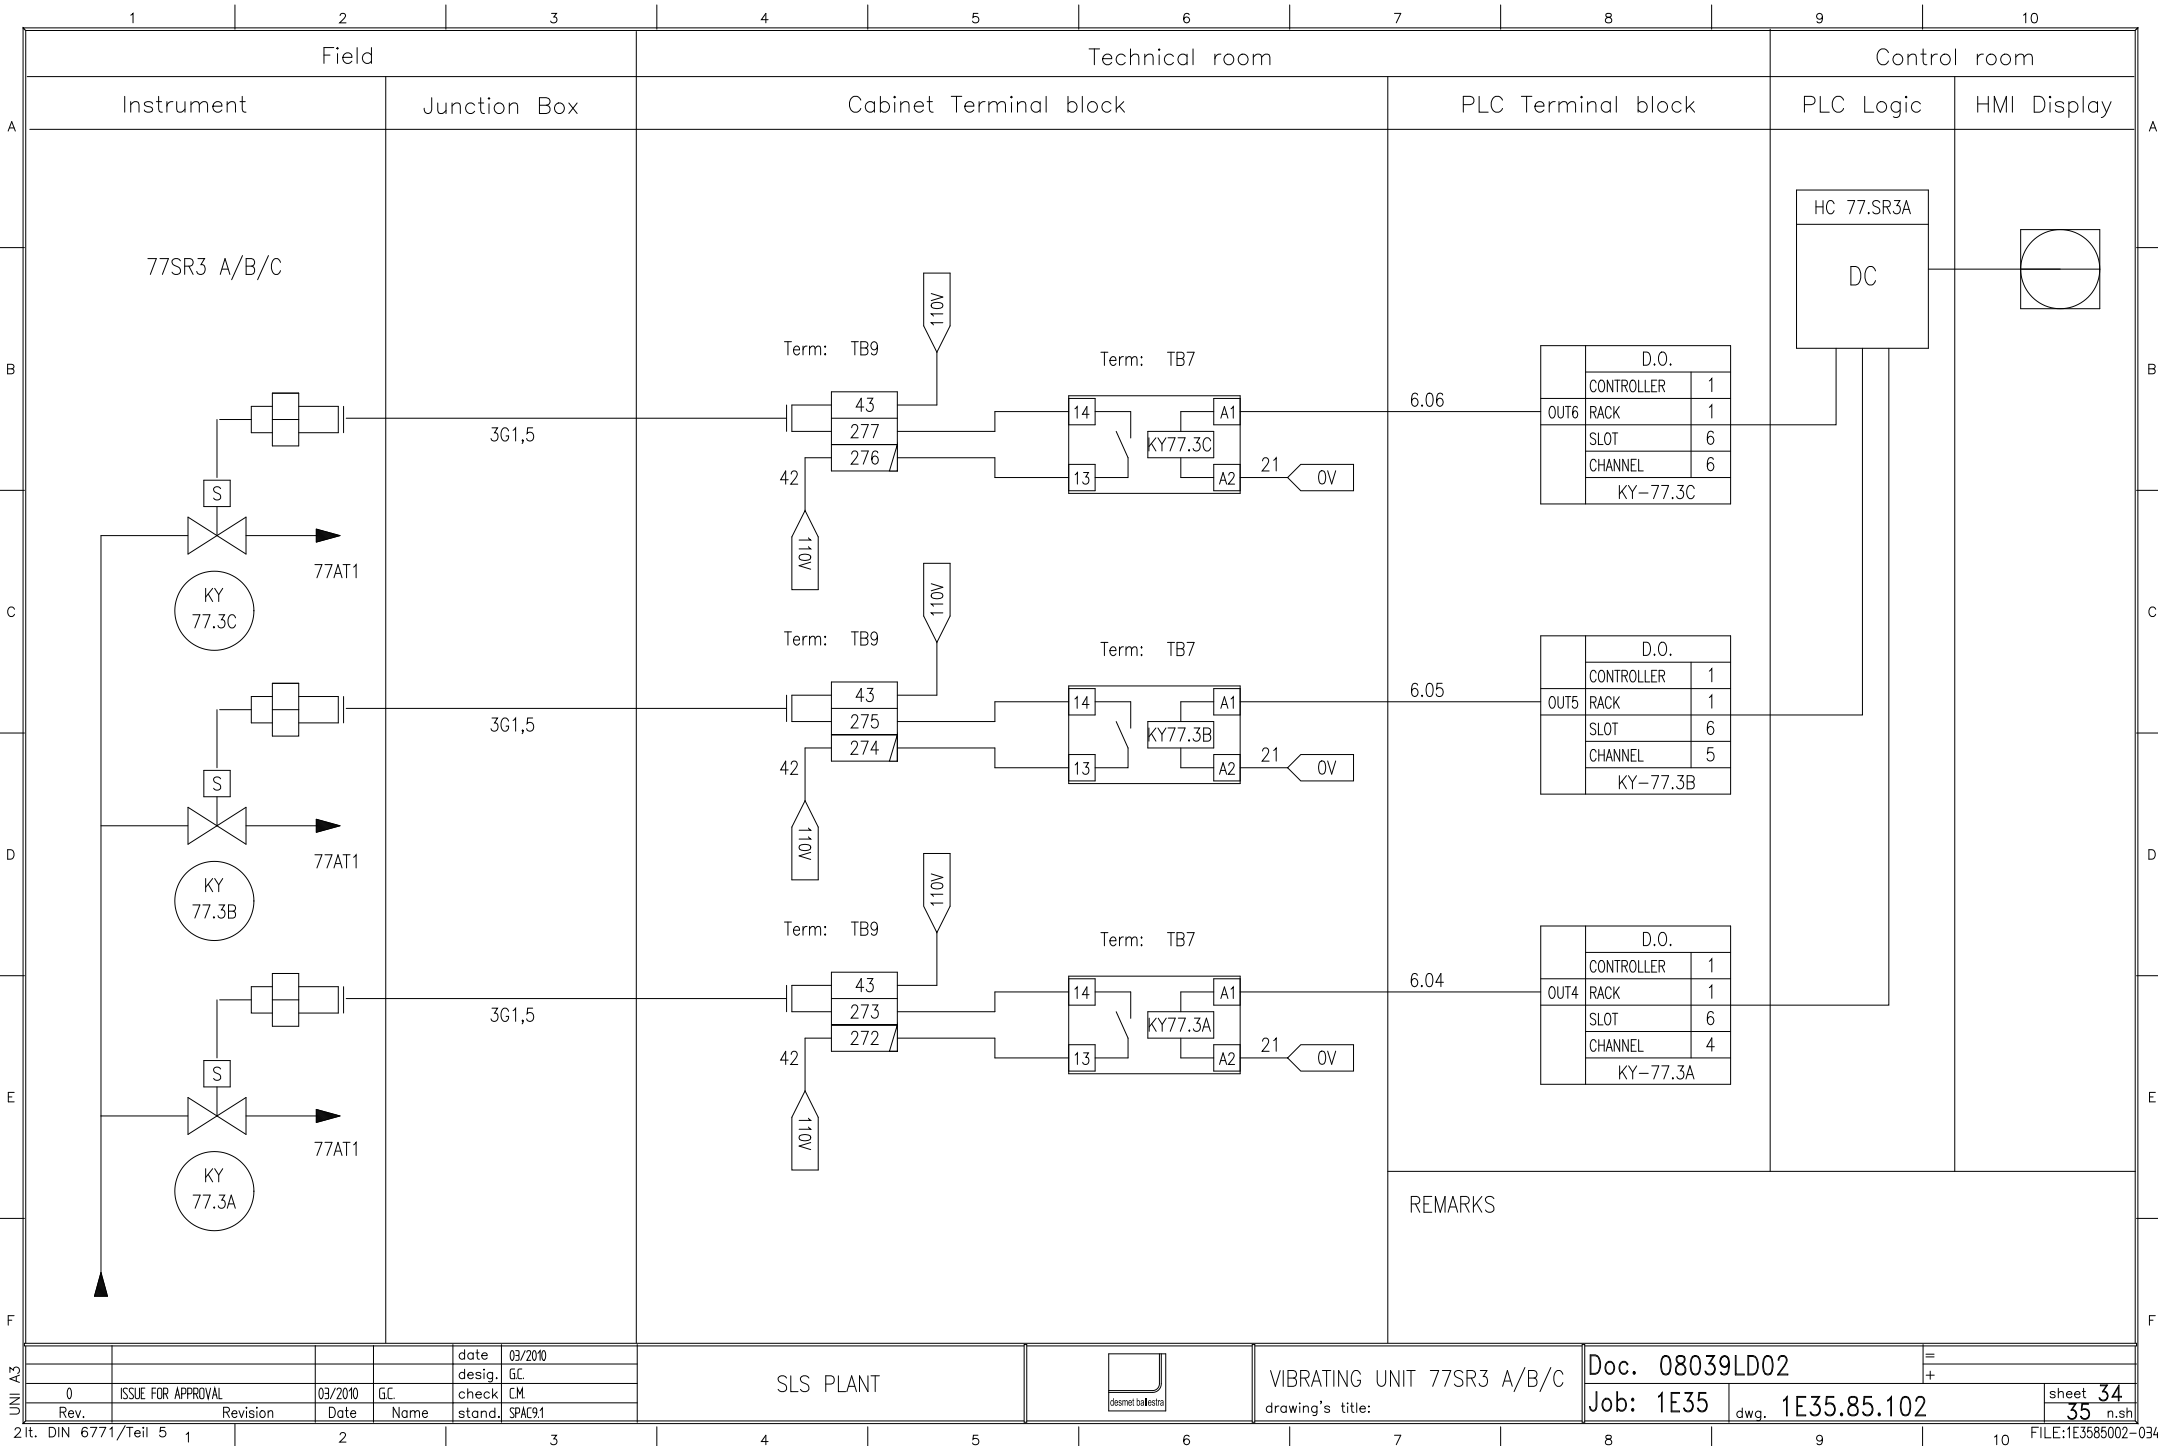 1 2 3 4 5 6 7 8 9 10
Field Technical room Control room
Instrument Junction Box Cabinet Terminal block PLC Terminal block PLC Logic HMI Display
A A
HC 77.SR3A
DC
77SR3 A/B/C
110V
B B
Term: TB9
Term: TB7
43
277
276
3G1,5
42
110V
14
13
KY77.3C
A1
A2
21
0V
6.06
D.O.
CONTROLLER 1
OUT6 RACK 1
SLOT 6
CHANNEL 6
KY-77.3C
S
77AT1
KY
77.3C
C C
110V
Term: TB9
Term: TB7
43
275
274
3G1,5
42
110V
14
13
KY77.3B
A1
A2
21
0V
6.05
D.O.
CONTROLLER 1
OUT5 RACK 1
SLOT 6
CHANNEL 5
KY-77.3B
S
77AT1
KY
77.3B
D D
110V
Term: TB9
Term: TB7
43
273
272
3G1,5
42
110V
14
13
KY77.3A
A1
A2
21
0V
6.04
D.O.
CONTROLLER 1
OUT4 RACK 1
SLOT 6
CHANNEL 4
KY-77.3A
S
77AT1
KY
77.3A
E E
REMARKS
F F
UNI A3
date 03/2010
desig. G.C.
0 ISSUE FOR APPROVAL 03/2010 G.C. check C.M.
Rev. Revision Date Name stand. SPAC9.1
SLS PLANT
desmet ballestra
VIBRATING UNIT 77SR3 A/B/C
drawing's title:
Doc. 08039LD02
=
+
Job: 1E35
dwg. 1E35.85.102
sheet 34
35 n.sh
2lt. DIN 6771/Teil 5
1 2 3 4 5 6 7 8 9 10
FILE:1E3585002-034